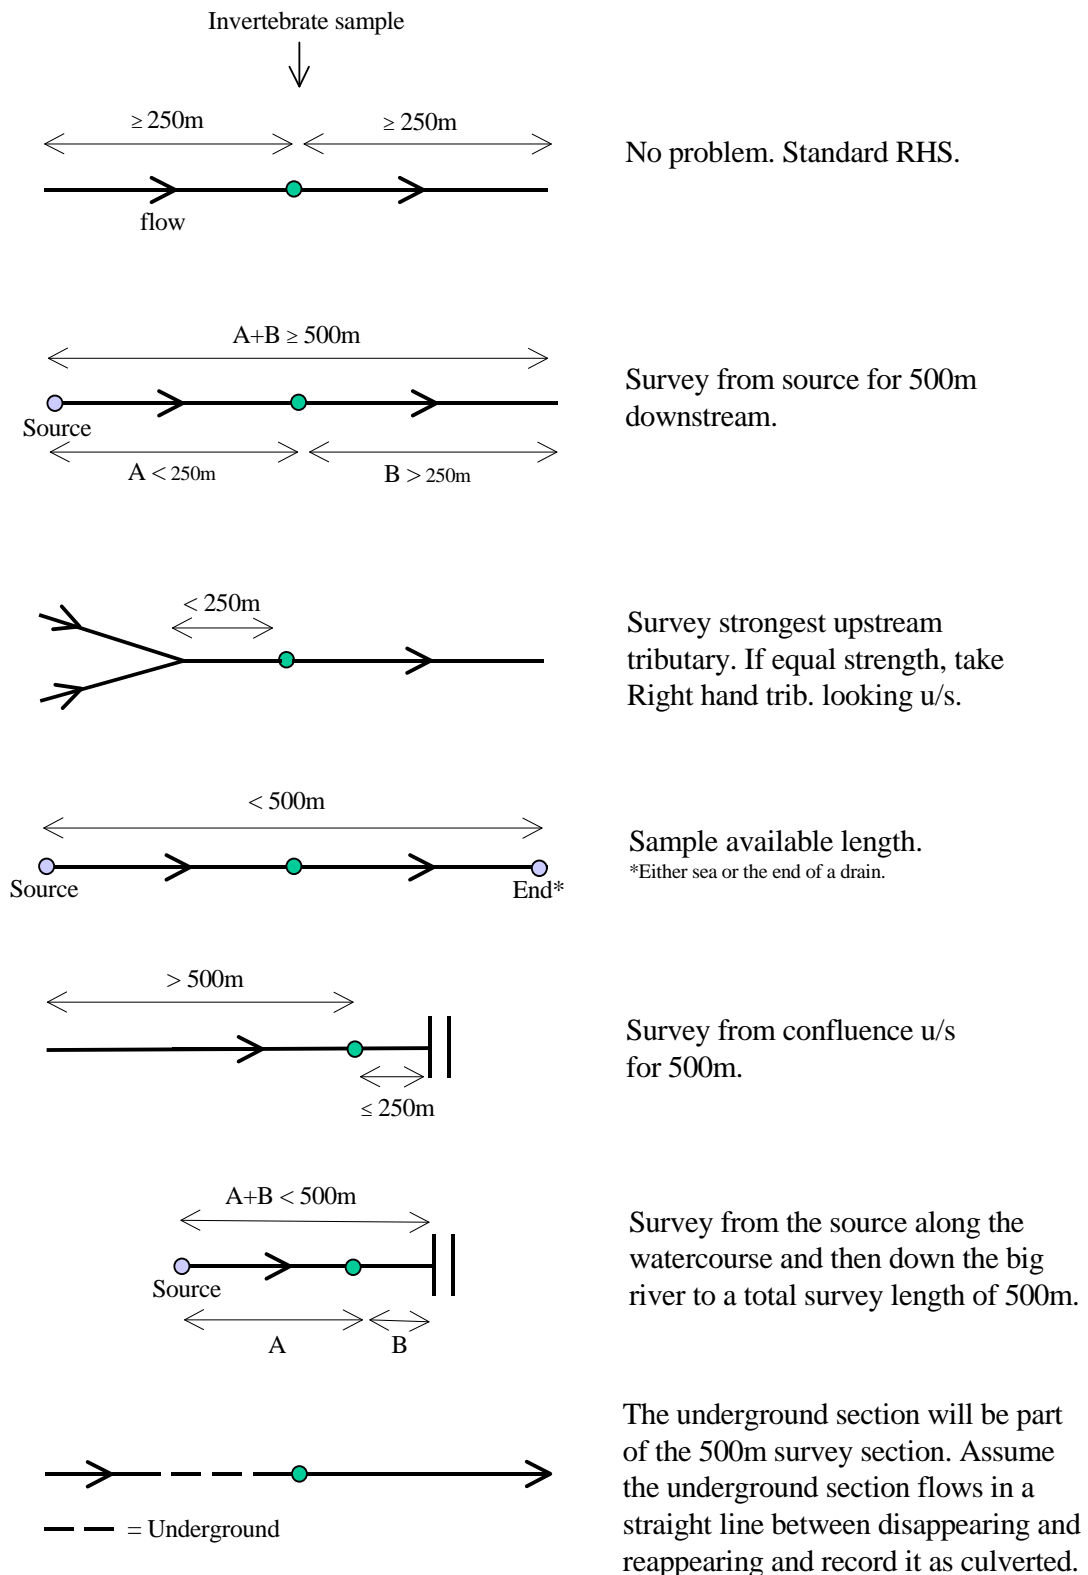 Invertebrate sample
≥ 250m
≥ 250m
flow
No problem. Standard RHS.
A+B ≥ 500m
Source
A < 250m
B > 250m
Survey from source for 500m
downstream.
< 250m
Survey strongest upstream
tributary. If equal strength, take
Right hand trib. looking u/s.
< 500m
Source
End*
Sample available length.
*Either sea or the end of a drain.
> 500m
≤ 250m
Survey from confluence u/s
for 500m.
A+B < 500m
Source
A
B
Survey from the source along the
watercourse and then down the big
river to a total survey length of 500m.
= Underground
The underground section will be part
of the 500m survey section. Assume
the underground section flows in a
straight line between disappearing and
reappearing and record it as culverted.